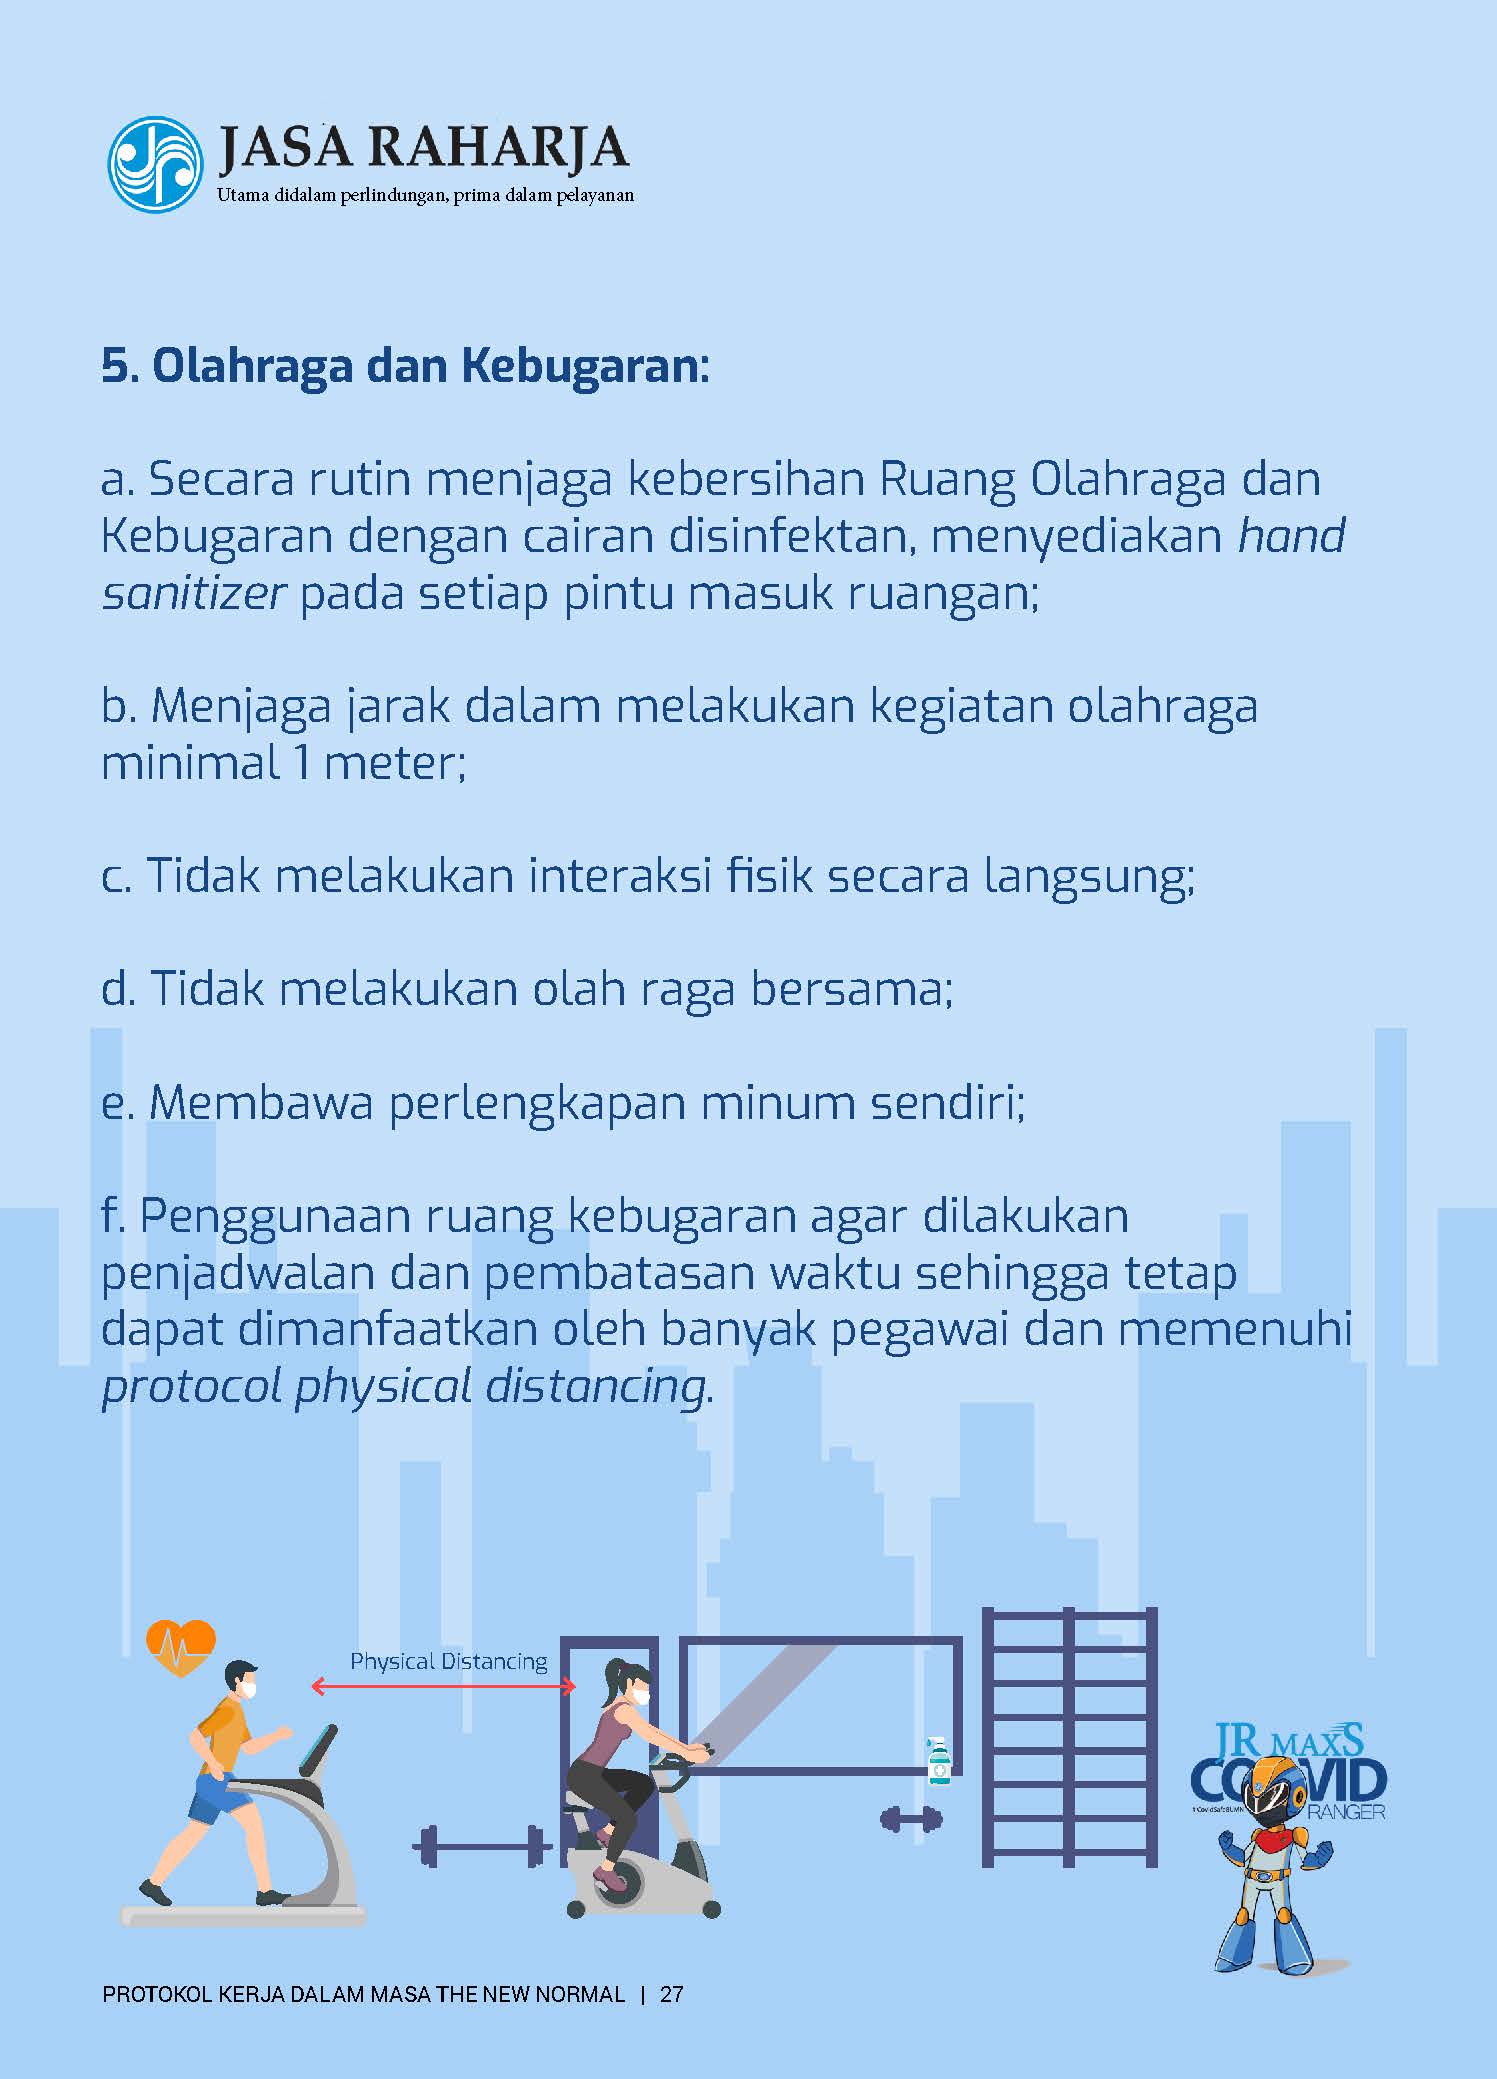 JASA RAHARJA
Utama didalam perlindungan, prima dalam pelayanan
5. Olahraga dan Kebugaran:
a. Secara rutin menjaga kebersihan Ruang Olahraga dan
Kebugaran dengan cairan disinfektan, menyediakan hand
sanitizer pada setiap pintu masuk ruangan;
b. Menjaga jarak dalam melakukan kegiatan olahraga
minimal 1 meter;
c. Tidak melakukan interaksi fisik secara langsung;
d. Tidak melakukan olah raga bersama;
e. Membawa perlengkapan minum sendiri;
f. Penggunaan ruang kebugaran agar dilakukan
penjadwalan dan pembatasan waktu sehingga tetap
dapat dimanfaatkan oleh banyak pegawai dan memenuhi
protocol physical distancing.
Physical Distancing
JR MAXS
COVID
#CovidSafeBUMN
RANGER
PROTOKOL KERJA DALAM MASA THE NEW NORMAL | 27